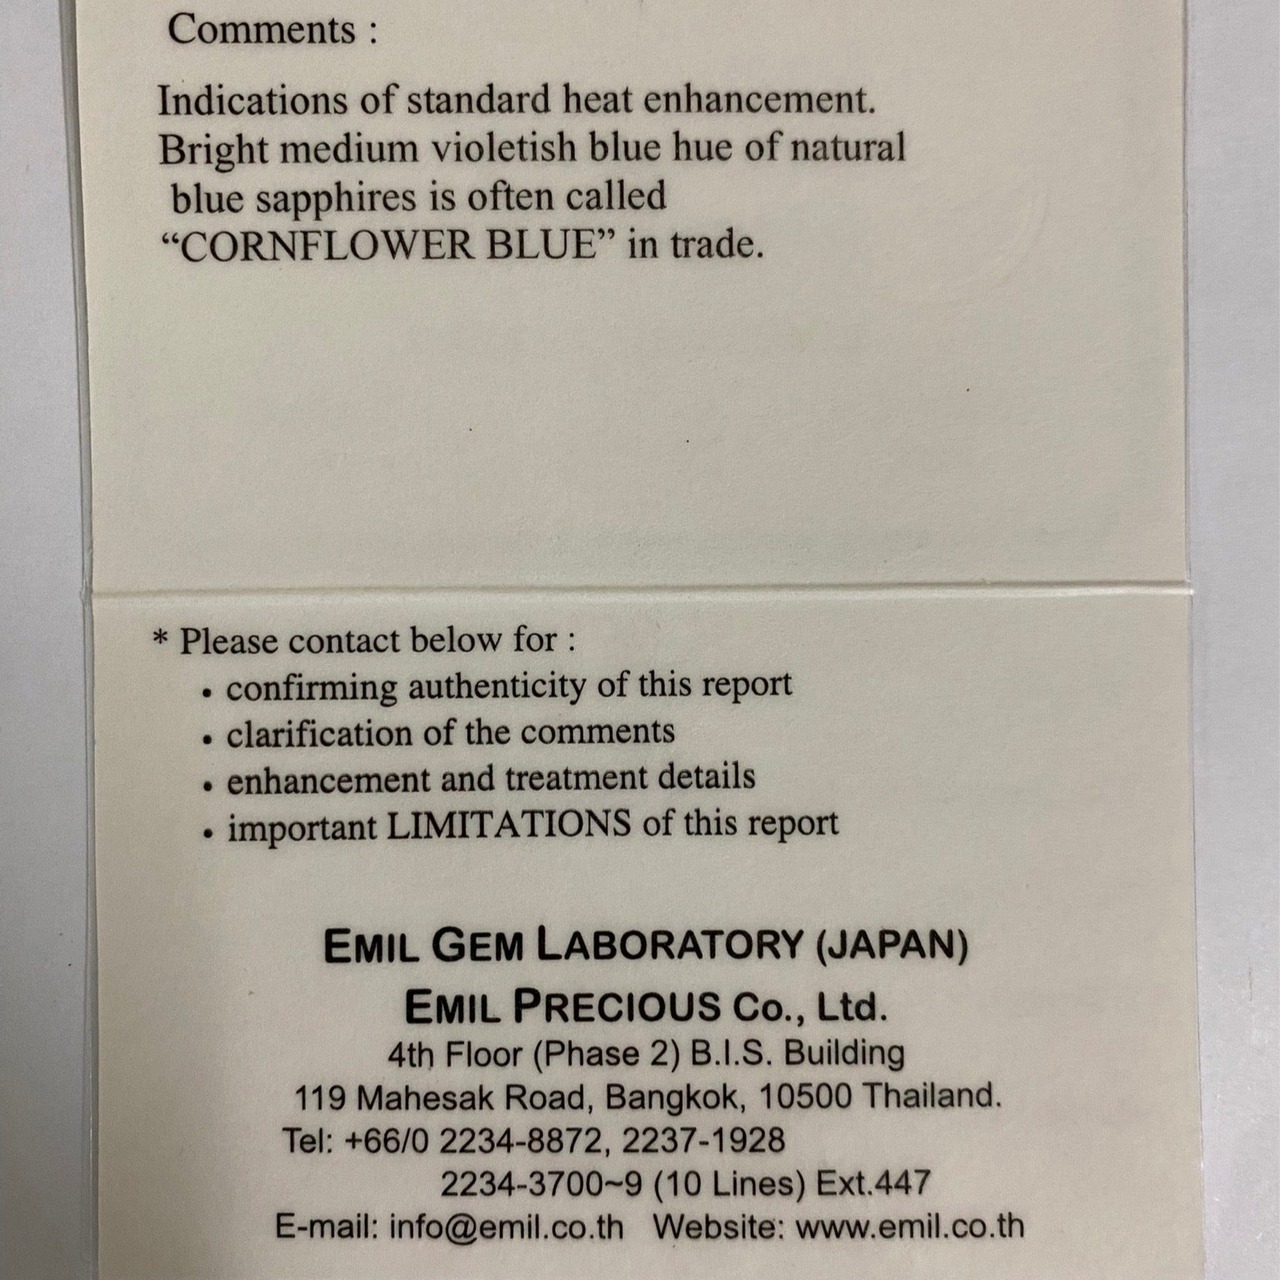 Comments :
Indications of standard heat enhancement.
Bright medium violetish blue hue of natural
blue sapphires is often called
“CORNFLOWER BLUE” in trade.
* Please contact below for :
• confirming authenticity of this report
• clarification of the comments
• enhancement and treatment details
• important LIMITATIONS of this report
EMIL GEM LABORATORY (JAPAN)
EMIL PRECIOUS Co., Ltd.
4th Floor (Phase 2) B.I.S. Building
119 Mahesak Road, Bangkok, 10500 Thailand.
Tel: +66/0 2234-8872, 2237-1928
2234-3700~9 (10 Lines) Ext.447
E-mail: info@emil.co.th Website: www.emil.co.th